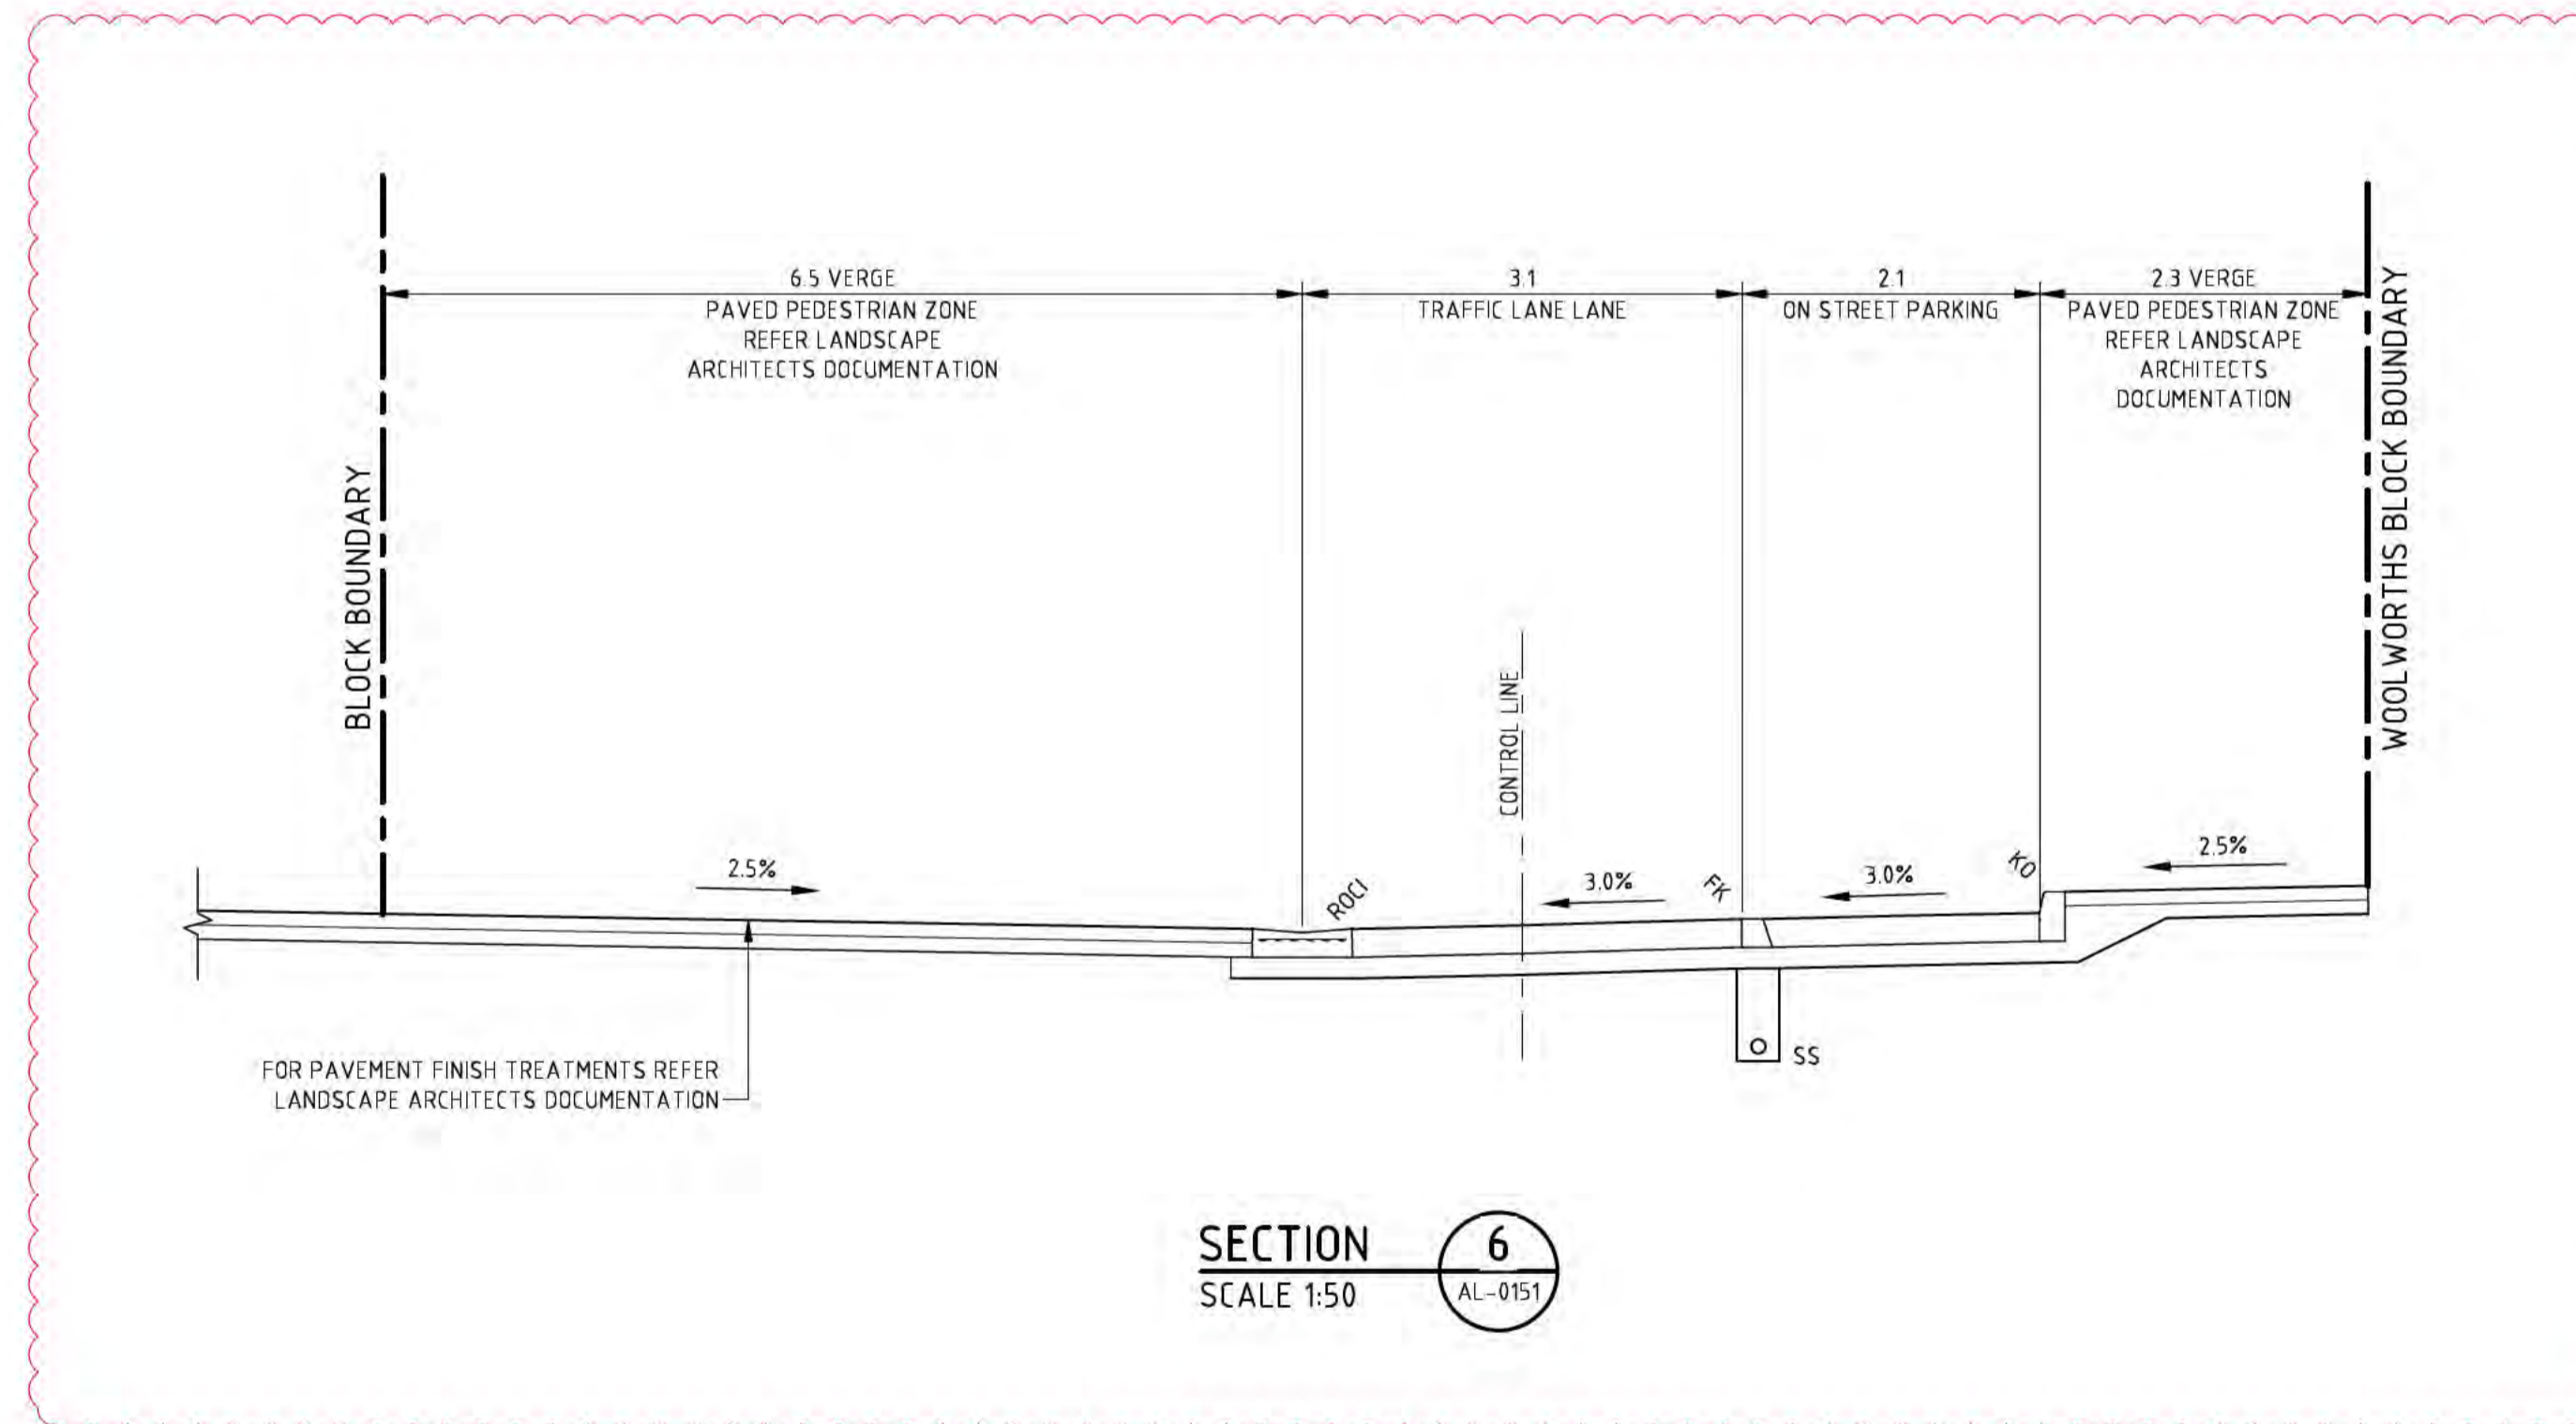 6.5 VERGE
PAVED PEDESTRIAN ZONE
REFER LANDSCAPE
ARCHITECTS DOCUMENTATION
3.1
TRAFFIC LANE LANE
2.1
ON STREET PARKING
2.3 VERGE
PAVED PEDESTRIAN ZONE
REFER LANDSCAPE
ARCHITECTS
DOCUMENTATION
BLOCK BOUNDARY
WOOLWORTHS BLOCK BOUNDARY
CONTROL LINE
2.5%
ROCI
3.0%
FK
3.0%
KO
2.5%
SS
FOR PAVEMENT FINISH TREATMENTS REFER
LANDSCAPE ARCHITECTS DOCUMENTATION
SECTION
SCALE 1:50
6
AL-0151